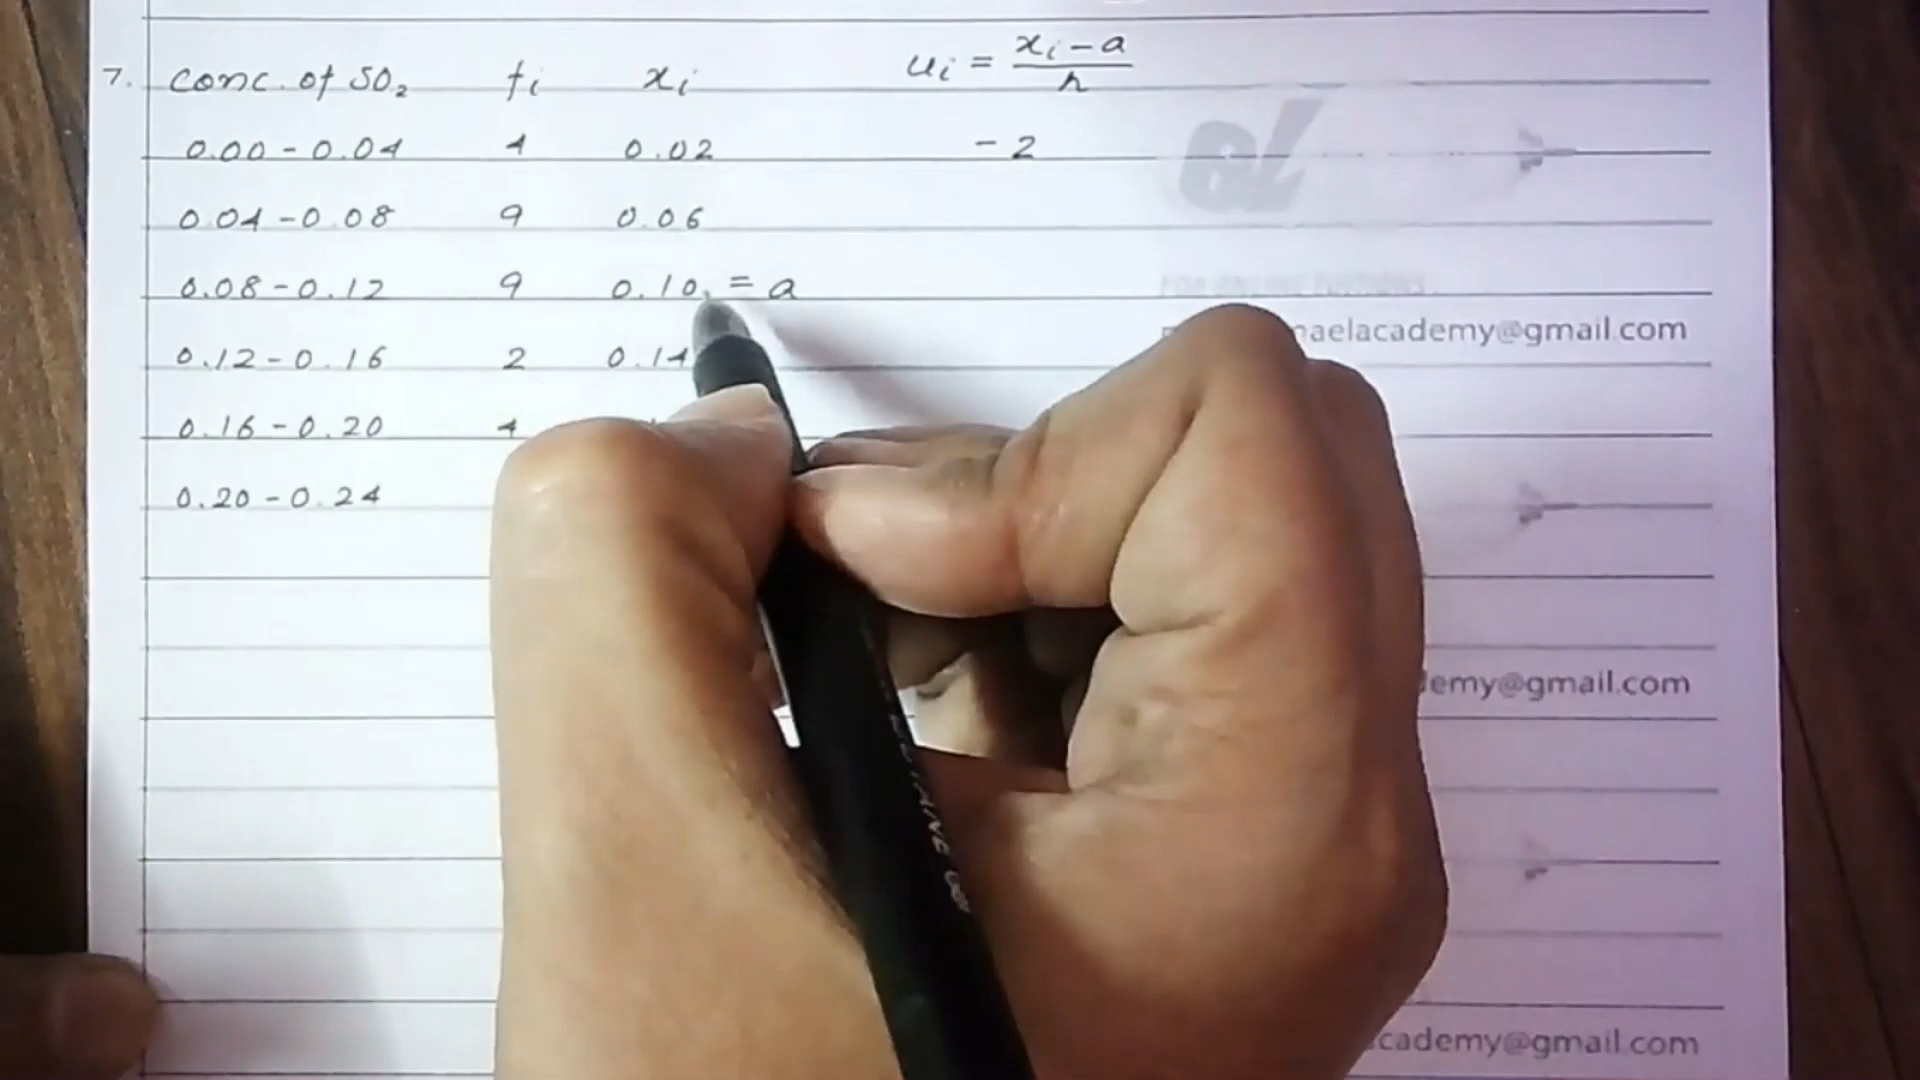 7. Conc. of SO₂ fi xi ui = xi - a / h
0.00 - 0.04 4 0.02 - 2
0.04 - 0.08 9 0.06
0.08 - 0.12 9 0.10 = a
0.12 - 0.16 2 0.14
0.16 - 0.20 4
0.20 - 0.24
aelacademy@gmail.com
emy@gmail.com
cademy@gmail.com